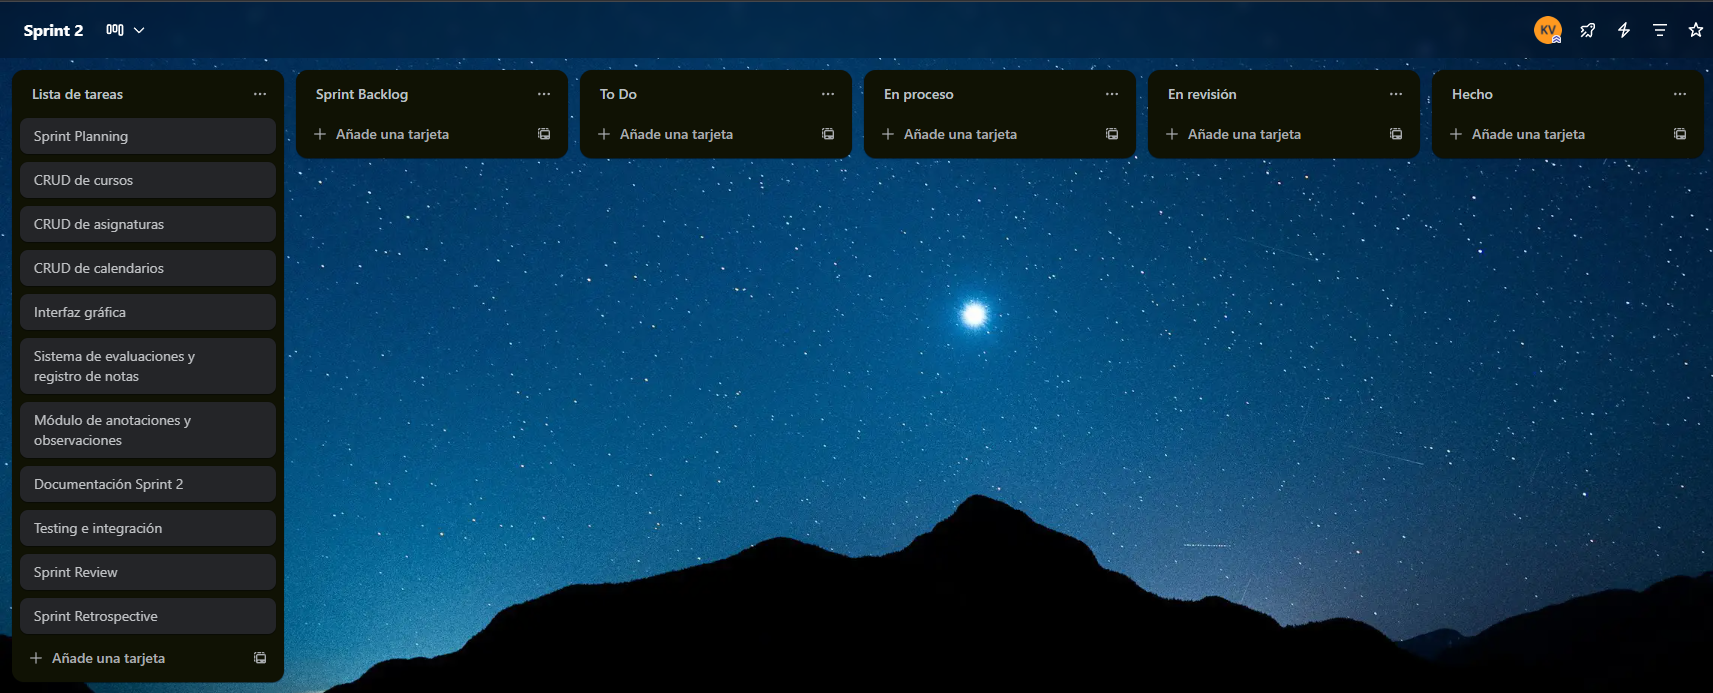 Sprint 2
KV
Lista de tareas
Sprint Planning
CRUD de cursos
CRUD de asignaturas
CRUD de calendarios
Interfaz gráfica
Sistema de evaluaciones y
registro de notas
Módulo de anotaciones y
observaciones
Documentación Sprint 2
Testing e integración
Sprint Review
Sprint Retrospective
Añade una tarjeta
Sprint Backlog
Añade una tarjeta
To Do
Añade una tarjeta
En proceso
Añade una tarjeta
En revisión
Añade una tarjeta
Hecho
Añade una tarjeta